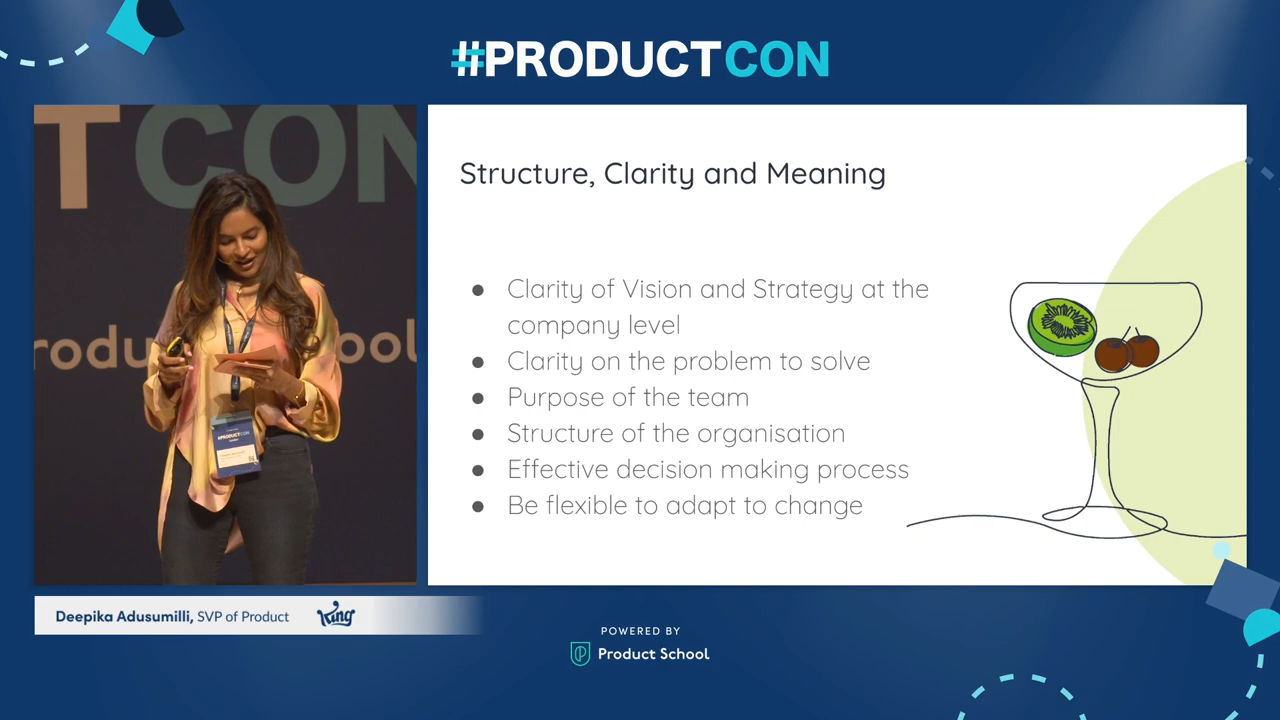 #PRODUCTCON
T CON
rodu ool
#PRODUCTCON
Structure, Clarity and Meaning
● Clarity of Vision and Strategy at the
company level
● Clarity on the problem to solve
● Purpose of the team
● Structure of the organisation
● Effective decision making process
● Be flexible to adapt to change
Deepika Adusumilli, SVP of Product
King
POWERED BY
Product School